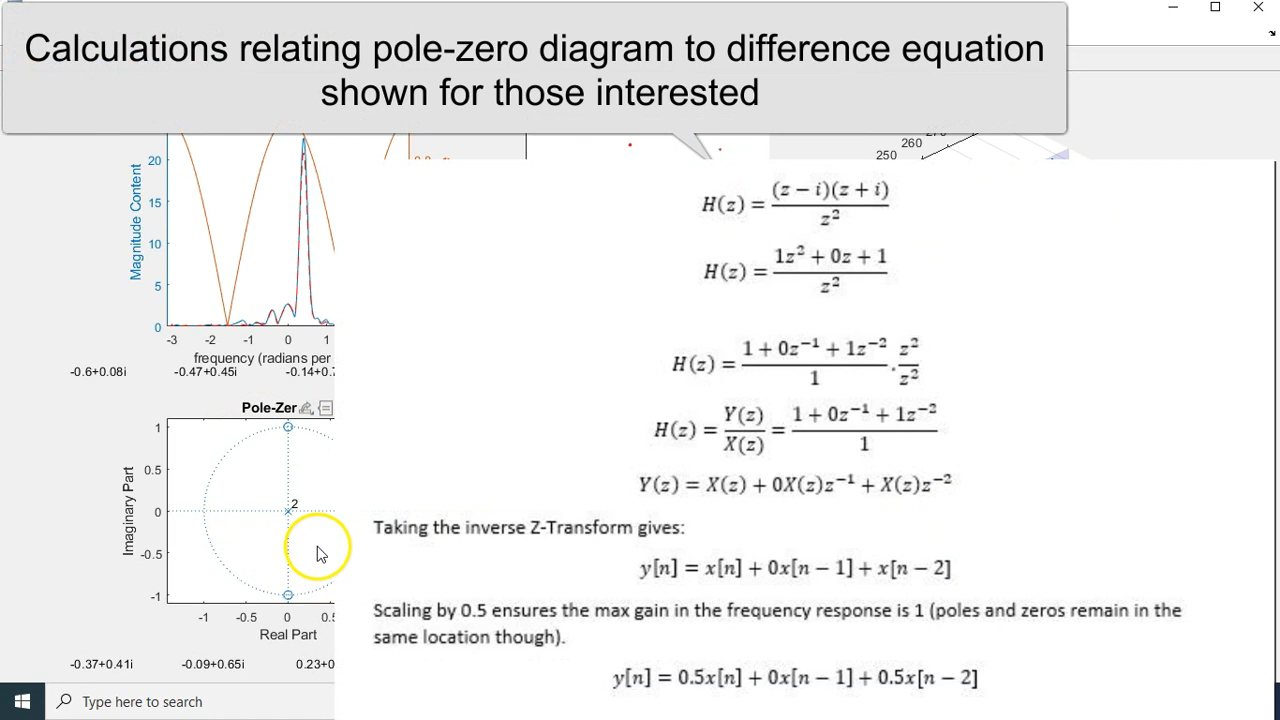 Calculations relating pole-zero diagram to difference equation
shown for those interested
270
260
250
20
15
10
5
0
Magnitude Content
-3 -2 -1 0 1
frequency (radians per
-0.6+0.08i -0.47+0.45i
Pole-Zer
1
0.5
0
-0.5
-1
Imaginary Part
2
-1 -0.5 0 0.5
Real Part
-0.37+0.41i -0.09+0.65i 0.23+0
H(z) = (z − i)(z + i) / z²
H(z) = 1z² + 0z + 1 / z²
H(z) = 1 + 0z⁻¹ + 1z⁻² / 1 · z² / z²
H(z) = Y(z) / X(z) = 1 + 0z⁻¹ + 1z⁻² / 1
Y(z) = X(z) + 0X(z)z⁻¹ + X(z)z⁻²
Taking the inverse Z-Transform gives:
y[n] = x[n] + 0x[n − 1] + x[n − 2]
Scaling by 0.5 ensures the max gain in the frequency response is 1 (poles and zeros remain in the
same location though).
y[n] = 0.5x[n] + 0x[n − 1] + 0.5x[n − 2]
Type here to search